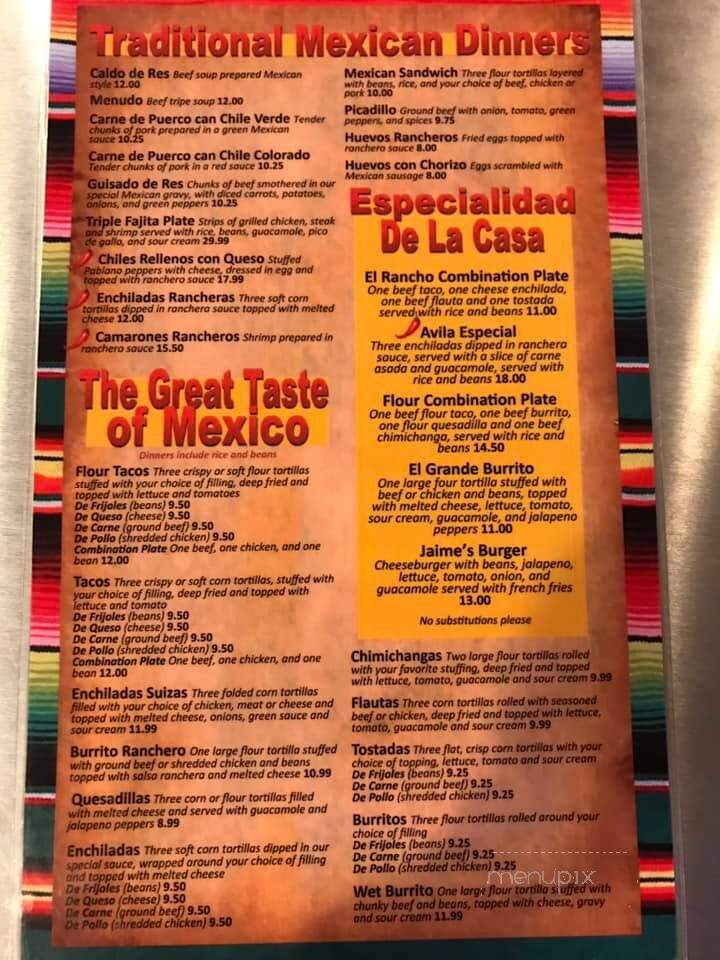 Traditional Mexican Dinners
Caldo de Res Beef soup prepared Mexican
style 12.00
Menudo Beef tripe soup 12.00
Carne de Puerco can Chile Verde Tender
chunks of pork prepared in a green Mexican
sauce 10.25
Carne de Puerco can Chile Colorado
Tender chunks of pork in a red sauce 10.25
Guisado de Res Chunks of beef smothered in our
special Mexican gravy, with diced carrots, potatoes,
onions, and green peppers 10.25
Triple Fajita Plate Strips of grilled chicken, steak
and shrimp served with rice, beans, guacamole, pico
de gallo, and sour cream 29.99
Chiles Rellenos con Queso Stuffed
Pablano peppers with cheese, dressed in egg and
topped with ranchero sauce 17.99
Enchiladas Rancheras Three soft corn
tortillas dipped in ranchero sauce topped with melted
cheese 12.00
Camarones Rancheros Shrimp prepared in
ranchero sauce 15.50
The Great Taste
of Mexico
Dinners include rice and beans
Flour Tacos Three crispy or soft flour tortillas
stuffed with your choice of filling, deep fried and
topped with lettuce and tomatoes
De Frijoles (beans) 9.50
De Queso (cheese) 9.50
De Carne (ground beef) 9.50
De Pollo (shredded chicken) 9.50
Combination Plate One beef, one chicken, and one
bean 12.00
Tacos Three crispy or soft corn tortillas, stuffed with
your choice of filling, deep fried and topped with
lettuce and tomato
De Frijoles (beans) 9.50
De Queso (cheese) 9.50
De Carne (ground beef) 9.50
De Pollo (shredded chicken) 9.50
Combination Plate One beef, one chicken, and one
bean 12.00
Enchiladas Suizas Three folded corn tortillas
filled with your choice of chicken, meat or cheese and
topped with melted cheese, onions, green sauce and
sour cream 11.99
Burrito Ranchero One large flour tortilla stuffed
with ground beef or shredded chicken and beans
topped with salsa ranchera and melted cheese 10.99
Quesadillas Three corn or flour tortillas filled
with melted cheese and served with guacamole and
jalapeno peppers 8.99
Enchiladas Three soft corn tortillas dipped in our
special sauce, wrapped around your choice of filling
and topped with melted cheese
De Frijoles (beans) 9.50
De Queso (cheese) 9.50
De Carne (ground beef) 9.50
De Pollo (shredded chicken) 9.50
Mexican Sandwich Three flour tortillas layered
with beans, rice, and your choice of beef, chicken or
pork 10.00
Picadillo Ground beef with onion, tomato, green
peppers, and spices 9.75
Huevos Rancheros Fried eggs topped with
ranchero sauce 8.00
Huevos con Chorizo Eggs scrambled with
Mexican sausage 8.00
Especialidad
De La Casa
El Rancho Combination Plate
One beef taco, one cheese enchilada,
one beef flauta and one tostada
served with rice and beans 11.00
Avila Especial
Three enchiladas dipped in ranchera
sauce, served with a slice of carne
asada and guacamole, served with
rice and beans 18.00
Flour Combination Plate
One beef flour taco, one beef burrito,
one flour quesadilla and one beef
chimichanga, served with rice and
beans 14.50
El Grande Burrito
One large four tortilla stuffed with
beef or chicken and beans, topped
with melted cheese, lettuce, tomato,
sour cream, guacamole, and jalapeno
peppers 11.00
Jaime's Burger
Cheeseburger with beans, jalapeno,
lettuce, tomato, onion, and
guacamole served with french fries
13.00
No substitutions please
Chimichangas Two large flour tortillas rolled
with your favorite stuffing, deep fried and topped
with lettuce, tomato, guacamole and sour cream 9.99
Flautas Three corn tortillas rolled with seasoned
beef or chicken, deep fried and topped with lettuce,
tomato, guacamole and sour cream 9.99
Tostadas Three flat, crisp corn tortillas with your
choice of topping, lettuce, tomato and sour cream
De Frijoles (beans) 9.25
De Carne (ground beef) 9.25
De Pollo (shredded chicken) 9.25
Burritos Three flour tortillas rolled around your
choice of filling
De Frijoles (beans) 9.25
De Carne (ground beef) 9.25
De Pollo (shredded chicken) 9.25
menupix
Wet Burrito One large flour tortilla stuffed with
chunky beef and beans, topped with cheese, gravy
and sour cream 11.99